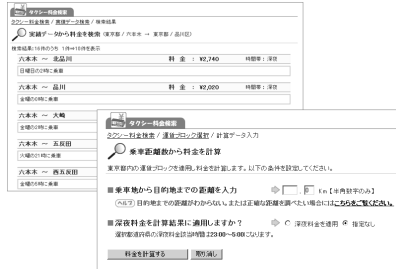 タクシー料金検索
タクシー料金検索 / 実績データ検索 / 検索結果
実績データから料金を検索 (東京都 / 六本木 → 東京都 / 品川区)
検索結果:16件のうち 1件→10件を表示
六本木 ～ 北品川 料 金 : ¥2,740 時間帯: 深夜
日曜日の2時に乗車
六本木 ～ 品川 料 金 : ¥2,020 時間帯: 深夜
金曜の0時に乗車
六本木 ～ 大崎
金曜の2時に乗車
六本木 ～ 五反田
火曜の21時に乗車
六本木 ～ 西五反田
金曜の5時に乗車
タクシー料金検索
タクシー料金検索 / 運賃ブロック選択 / 計算データ入力
乗車距離数から料金を計算
東京都内の運賃ブロックを適用し料金を計算します。以下の条件を設定してください。
■乗車地から目的地までの距離を入力 . 0 Km【半角数字のみ】
ヘルプ 目的地までの距離がわからない。または正確な距離を調べたい場合にはこちらをご覧ください。
■深夜料金を計算結果に適用しますか? 深夜料金を適用 指定なし
選択都道府県の深夜料金該当時間は23:00～5:00になります。
料金を計算する 取り消し